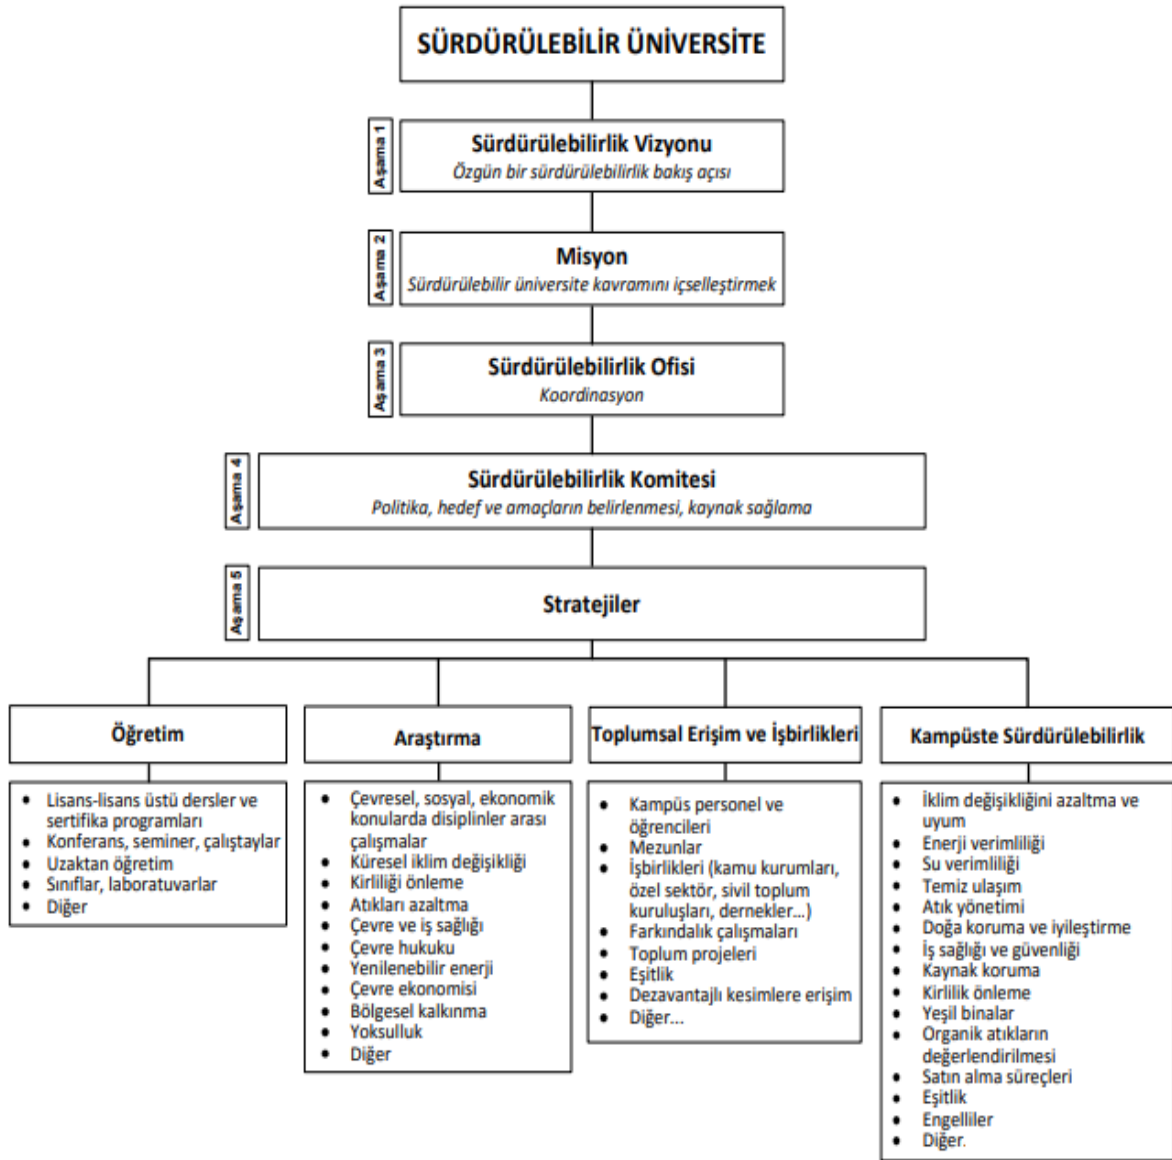 SÜRDÜRÜLEBİLİR ÜNİVERSİTE
Aşama 1
Sürdürülebilirlik Vizyonu
Özgün bir sürdürülebilirlik bakış açısı
Aşama 2
Misyon
Sürdürülebilir üniversite kavramını içselleştirmek
Aşama 3
Sürdürülebilirlik Ofisi
Koordinasyon
Aşama 4
Sürdürülebilirlik Komitesi
Politika, hedef ve amaçların belirlenmesi, kaynak sağlama
Aşama 5
Stratejiler
Öğretim
• Lisans-lisans üstü dersler ve
sertifika programları
• Konferans, seminer, çalıştaylar
• Uzaktan öğretim
• Sınıflar, laboratuvarlar
• Diğer
Araştırma
• Çevresel, sosyal, ekonomik
konularda disiplinler arası
çalışmalar
• Küresel iklim değişikliği
• Kirliliği önleme
• Atıkları azaltma
• Çevre ve iş sağlığı
• Çevre hukuku
• Yenilenebilir enerji
• Çevre ekonomisi
• Bölgesel kalkınma
• Yoksulluk
• Diğer
Toplumsal Erişim ve İşbirlikleri
• Kampüs personel ve
öğrencileri
• Mezunlar
• İşbirlikleri (kamu kurumları,
özel sektör, sivil toplum
kuruluşları, dernekler...)
• Farkındalık çalışmaları
• Toplum projeleri
• Eşitlik
• Dezavantajlı kesimlere erişim
• Diğer...
Kampüste Sürdürülebilirlik
• İklim değişikliğini azaltma ve
uyum
• Enerji verimliliği
• Su verimliliği
• Temiz ulaşım
• Atık yönetimi
• Doğa koruma ve iyileştirme
• İş sağlığı ve güvenliği
• Kaynak koruma
• Kirlilik önleme
• Yeşil binalar
• Organik atıkların
değerlendirilmesi
• Satın alma süreçleri
• Eşitlik
• Engelliler
• Diğer.